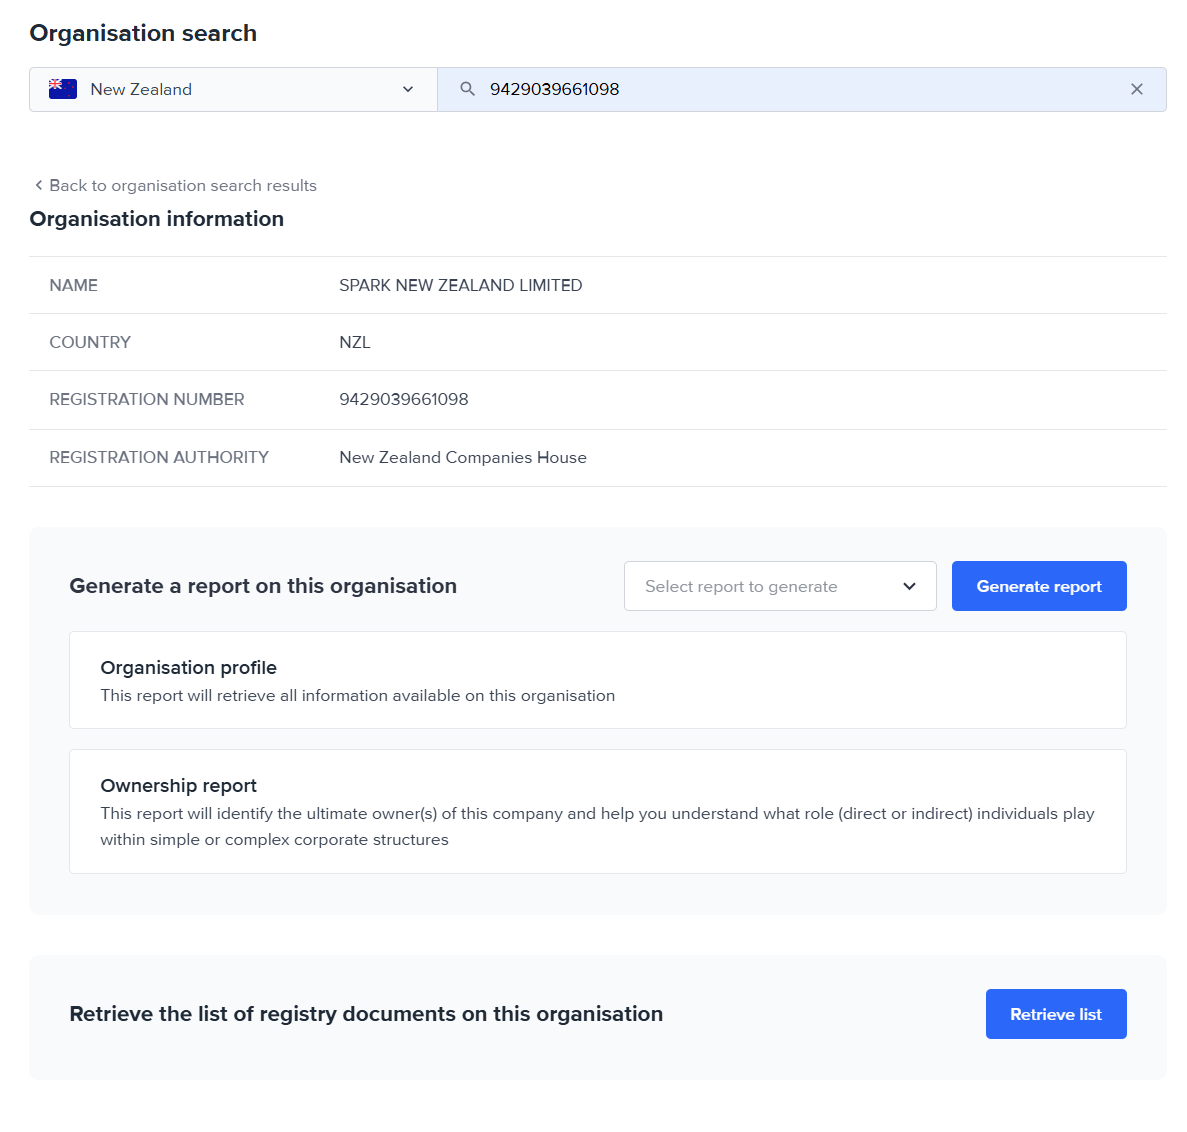 Organisation search
New Zealand
9429039661098
Back to organisation search results
Organisation information
NAME SPARK NEW ZEALAND LIMITED
COUNTRY NZL
REGISTRATION NUMBER 9429039661098
REGISTRATION AUTHORITY New Zealand Companies House
Generate a report on this organisation
Select report to generate
Generate report
Organisation profile
This report will retrieve all information available on this organisation
Ownership report
This report will identify the ultimate owner(s) of this company and help you understand what role (direct or indirect) individuals play
within simple or complex corporate structures
Retrieve the list of registry documents on this organisation
Retrieve list